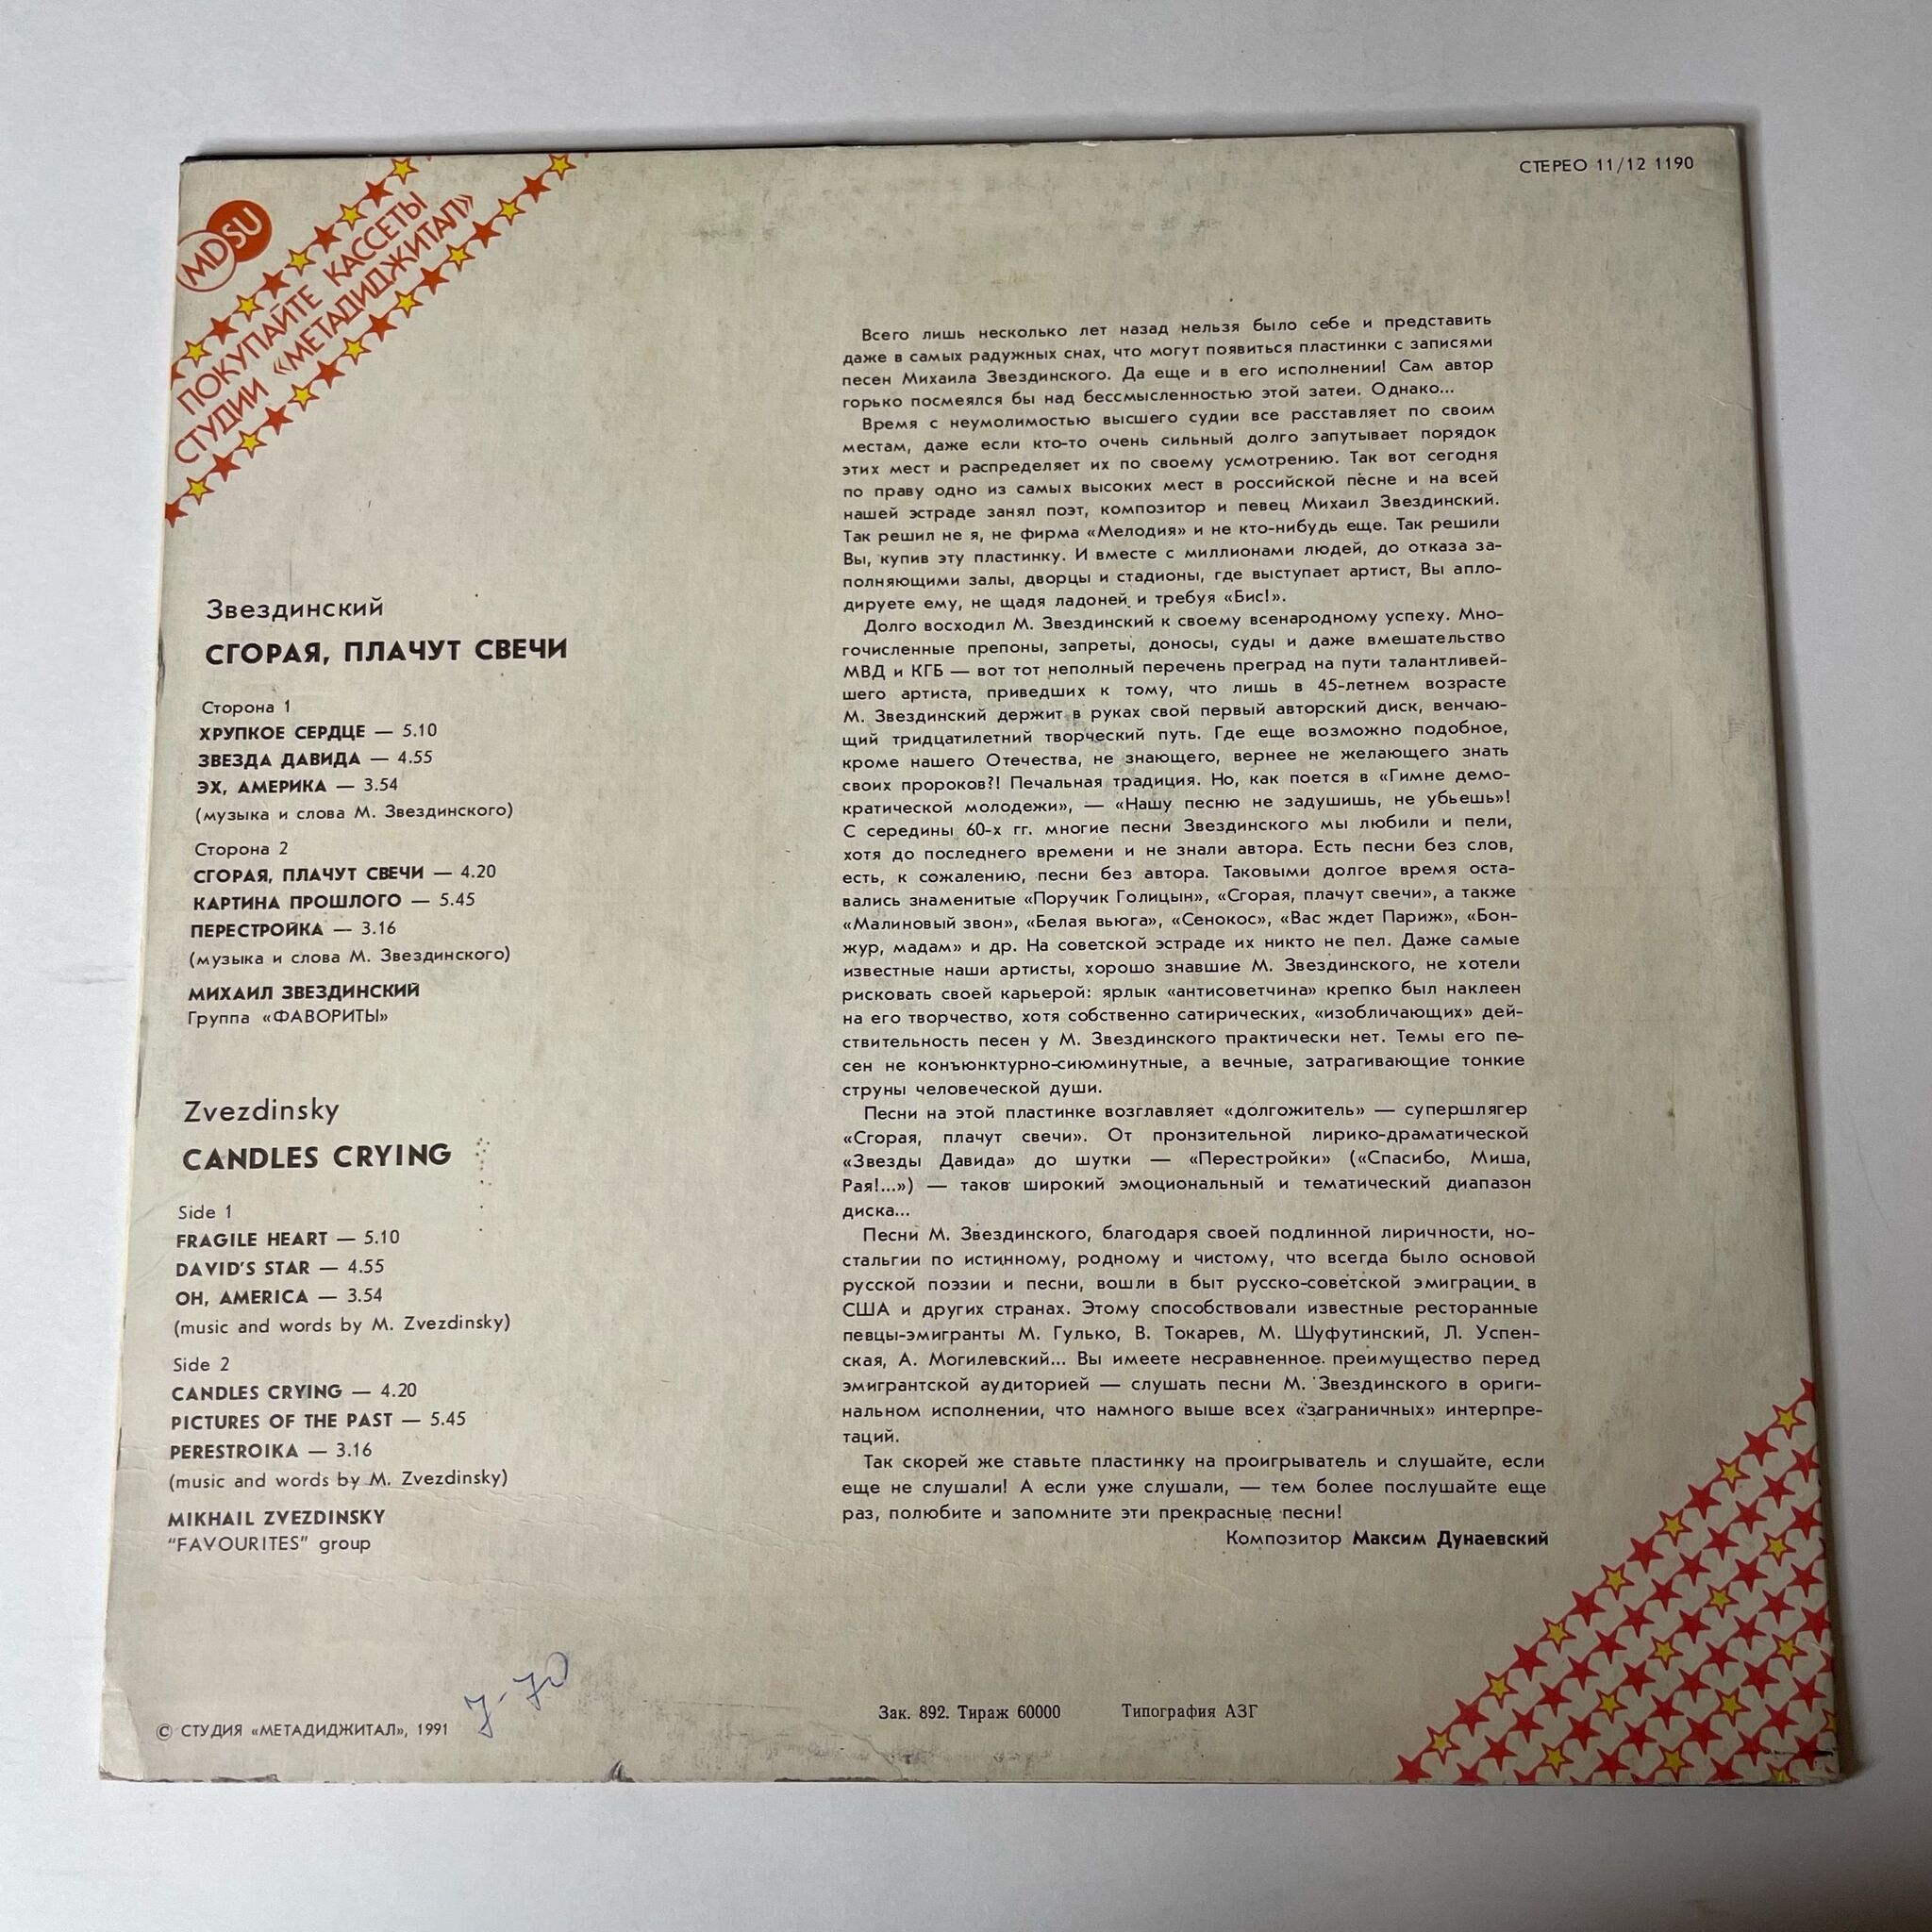 СТЕРЕО 11/12 1190
MD SU
ПОКУПАЙТЕ КАССЕТЫ
СТУДИИ «МЕТАДИДЖИТАЛ»
Звездинский
СГОРАЯ, ПЛАЧУТ СВЕЧИ
Сторона 1
ХРУПКОЕ СЕРДЦЕ — 5.10
ЗВЕЗДА ДАВИДА — 4.55
ЭХ, АМЕРИКА — 3.54
(музыка и слова М. Звездинского)
Сторона 2
СГОРАЯ, ПЛАЧУТ СВЕЧИ — 4.20
КАРТИНА ПРОШЛОГО — 5.45
ПЕРЕСТРОЙКА — 3.16
(музыка и слова М. Звездинского)
МИХАИЛ ЗВЕЗДИНСКИЙ
Группа «ФАВОРИТЫ»
Zvezdinsky
CANDLES CRYING
Side 1
FRAGILE HEART — 5.10
DAVID'S STAR — 4.55
OH, AMERICA — 3.54
(music and words by M. Zvezdinsky)
Side 2
CANDLES CRYING — 4.20
PICTURES OF THE PAST — 5.45
PERESTROIKA — 3.16
(music and words by M. Zvezdinsky)
MIKHAIL ZVEZDINSKY
"FAVOURITES" group
Всего лишь несколько лет назад нельзя было себе и представить
даже в самых радужных снах, что могут появиться пластинки с записями
песен Михаила Звездинского. Да еще и в его исполнении! Сам автор
горько посмеялся бы над бессмысленностью этой затеи. Однако...
Время с неумолимостью высшего судии все расставляет по своим
местам, даже если кто-то очень сильный долго запутывает порядок
этих мест и распределяет их по своему усмотрению. Так вот сегодня
по праву одно из самых высоких мест в российской песне и на всей
нашей эстраде занял поэт, композитор и певец Михаил Звездинский.
Так решил не я, не фирма «Мелодия» и не кто-нибудь еще. Так решили
Вы, купив эту пластинку. И вместе с миллионами людей, до отказа за-
полняющими залы, дворцы и стадионы, где выступает артист, Вы апло-
дируете ему, не щадя ладоней и требуя «Бис!».
Долго восходил М. Звездинский к своему всенародному успеху. Мно-
гочисленные препоны, запреты, доносы, суды и даже вмешательство
МВД и КГБ — вот тот неполный перечень преград на пути талантливей-
шего артиста, приведших к тому, что лишь в 45-летнем возрасте
М. Звездинский держит в руках свой первый авторский диск, венчаю-
щий тридцатилетний творческий путь. Где еще возможно подобное,
кроме нашего Отечества, не знающего, вернее не желающего знать
своих пророков?! Печальная традиция. Но, как поется в «Гимне демо-
кратической молодежи», — «Нашу песню не задушишь, не убьешь»!
С середины 60-х гг. многие песни Звездинского мы любили и пели,
хотя до последнего времени и не знали автора. Есть песни без слов,
есть, к сожалению, песни без автора. Таковыми долгое время оста-
вались знаменитые «Поручик Голицын», «Сгорая, плачут свечи», а также
«Малиновый звон», «Белая вьюга», «Сенокос», «Вас ждет Париж», «Бон-
жур, мадам» и др. На советской эстраде их никто не пел. Даже самые
известные наши артисты, хорошо знавшие М. Звездинского, не хотели
рисковать своей карьерой: ярлык «антисоветчина» крепко был наклеен
на его творчество, хотя собственно сатирических, «изобличающих» дей-
ствительность песен у М. Звездинского практически нет. Темы его пе-
сен не конъюнктурно-сиюминутные, а вечные, затрагивающие тонкие
струны человеческой души.
Песни на этой пластинке возглавляет «долгожитель» — супершлягер
«Сгорая, плачут свечи». От пронзительной лирико-драматической
«Звезды Давида» до шутки — «Перестройки» («Спасибо, Миша,
Рая!...») — таков широкий эмоциональный и тематический диапазон
диска...
Песни М. Звездинского, благодаря своей подлинной лиричности, но-
стальгии по истинному, родному и чистому, что всегда было основой
русской поэзии и песни, вошли в быт русско-советской эмиграции в
США и других странах. Этому способствовали известные ресторанные
певцы-эмигранты М. Гулько, В. Токарев, М. Шуфутинский, Л. Успен-
ская, А. Могилевский... Вы имеете несравненное преимущество перед
эмигрантской аудиторией — слушать песни М. Звездинского в ориги-
нальном исполнении, что намного выше всех «заграничных» интерпре-
таций.
Так скорей же ставьте пластинку на проигрыватель и слушайте, если
еще не слушали! А если уже слушали, — тем более послушайте еще
раз, полюбите и запомните эти прекрасные песни!
Композитор Максим Дунаевский
7-70
© СТУДИЯ «МЕТАДИДЖИТАЛ», 1991
Зак. 892. Тираж 60000 Типография АЗГ